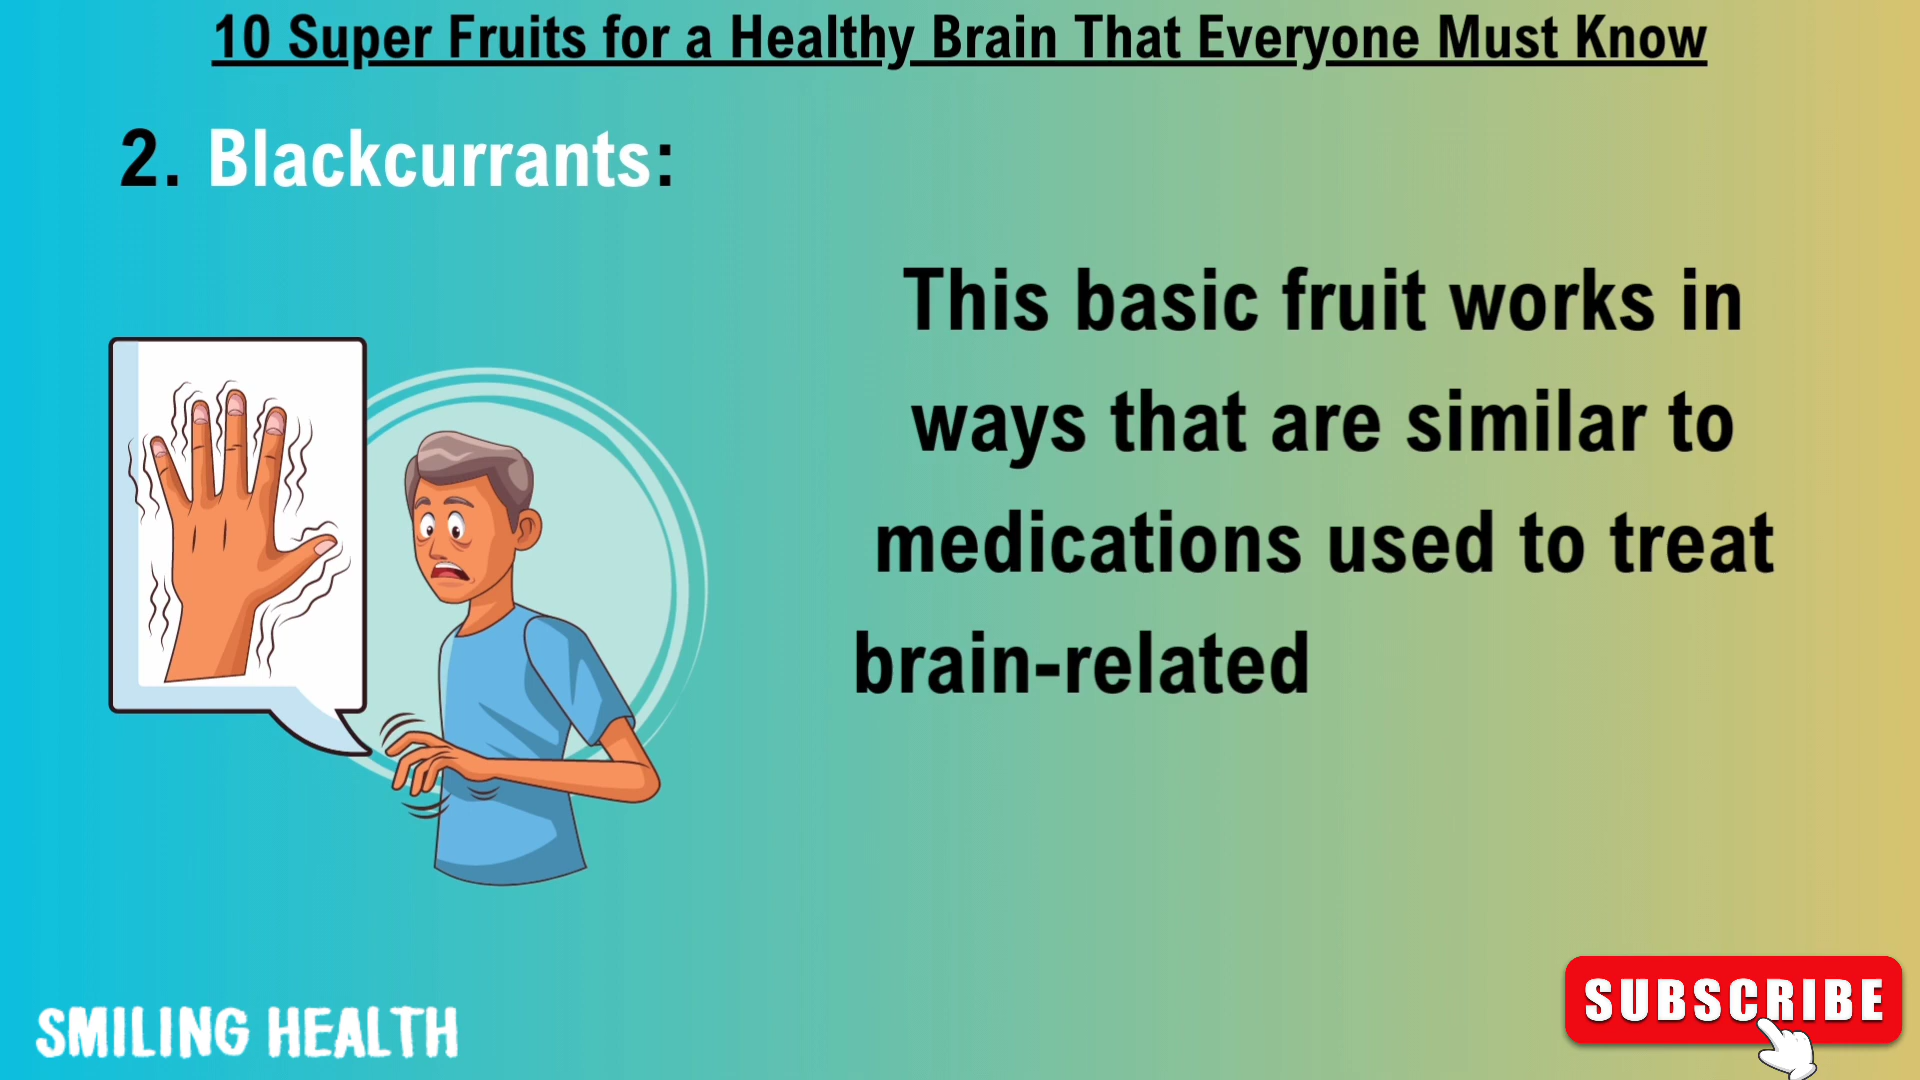 10 Super Fruits for a Healthy Brain That Everyone Must Know
2. Blackcurrants:
This basic fruit works in
ways that are similar to
medications used to treat
brain-related
SMILING HEALTH
SUBSCRIBE